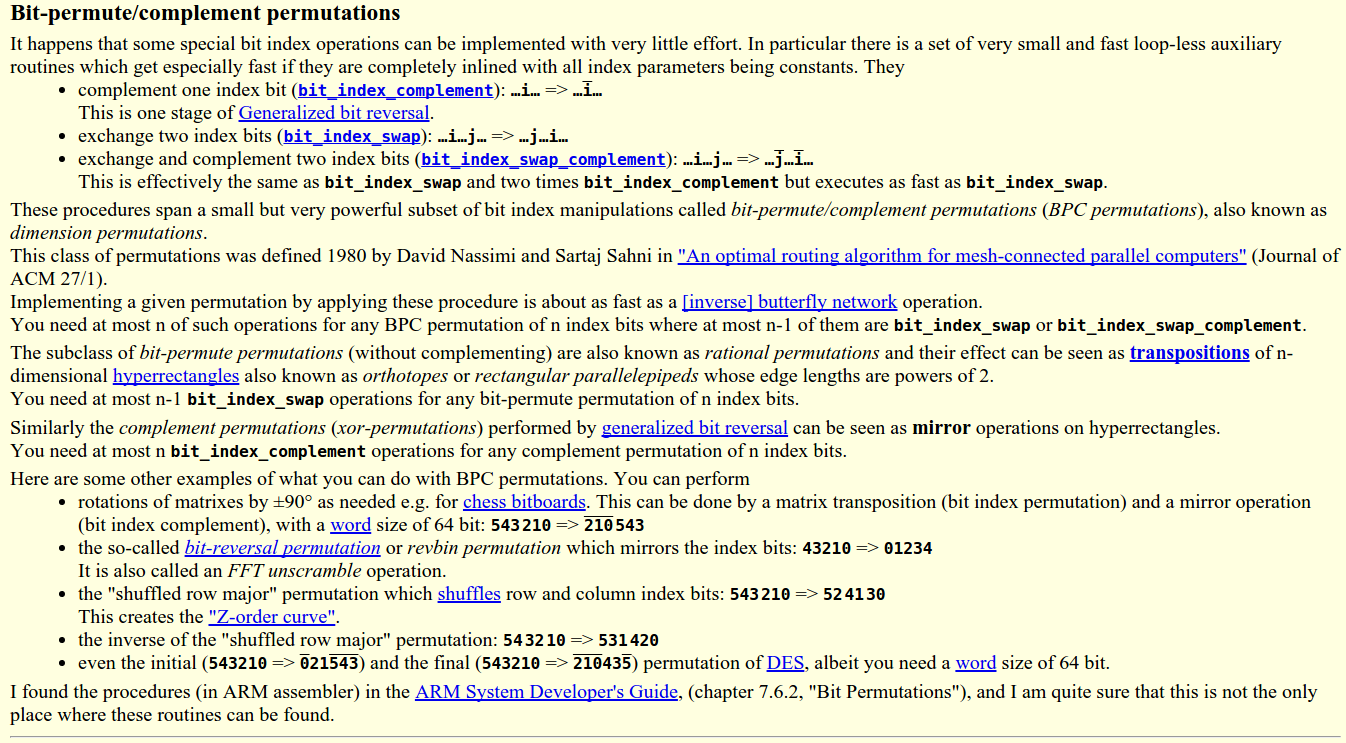 Bit-permute/complement permutations
It happens that some special bit index operations can be implemented with very little effort. In particular there is a set of very small and fast loop-less auxiliary
routines which get especially fast if they are completely inlined with all index parameters being constants. They
• complement one index bit (bit_index_complement): …i… => …i̅…
This is one stage of Generalized bit reversal.
• exchange two index bits (bit_index_swap): …i…j… => …j…i…
• exchange and complement two index bits (bit_index_swap_complement): …i…j… => …j̅…i̅…
This is effectively the same as bit_index_swap and two times bit_index_complement but executes as fast as bit_index_swap.
These procedures span a small but very powerful subset of bit index manipulations called bit-permute/complement permutations (BPC permutations), also known as
dimension permutations.
This class of permutations was defined 1980 by David Nassimi and Sartaj Sahni in "An optimal routing algorithm for mesh-connected parallel computers" (Journal of
ACM 27/1).
Implementing a given permutation by applying these procedure is about as fast as a [inverse] butterfly network operation.
You need at most n of such operations for any BPC permutation of n index bits where at most n-1 of them are bit_index_swap or bit_index_swap_complement.
The subclass of bit-permute permutations (without complementing) are also known as rational permutations and their effect can be seen as transpositions of n-
dimensional hyperrectangles also known as orthotopes or rectangular parallelepipeds whose edge lengths are powers of 2.
You need at most n-1 bit_index_swap operations for any bit-permute permutation of n index bits.
Similarly the complement permutations (xor-permutations) performed by generalized bit reversal can be seen as mirror operations on hyperrectangles.
You need at most n bit_index_complement operations for any complement permutation of n index bits.
Here are some other examples of what you can do with BPC permutations. You can perform
• rotations of matrixes by ±90° as needed e.g. for chess bitboards. This can be done by a matrix transposition (bit index permutation) and a mirror operation
(bit index complement), with a word size of 64 bit: 543210 => 2̅1̅0̅543
• the so-called bit-reversal permutation or revbin permutation which mirrors the index bits: 43210 => 01234
It is also called an FFT unscramble operation.
• the "shuffled row major" permutation which shuffles row and column index bits: 543210 => 524130
This creates the "Z-order curve".
• the inverse of the "shuffled row major" permutation: 543210 => 531420
• even the initial (543210 => 0̅215̅4̅3̅) and the final (543210 => 2̅1̅0̅435̅) permutation of DES, albeit you need a word size of 64 bit.
I found the procedures (in ARM assembler) in the ARM System Developer's Guide, (chapter 7.6.2, "Bit Permutations"), and I am quite sure that this is not the only
place where these routines can be found.